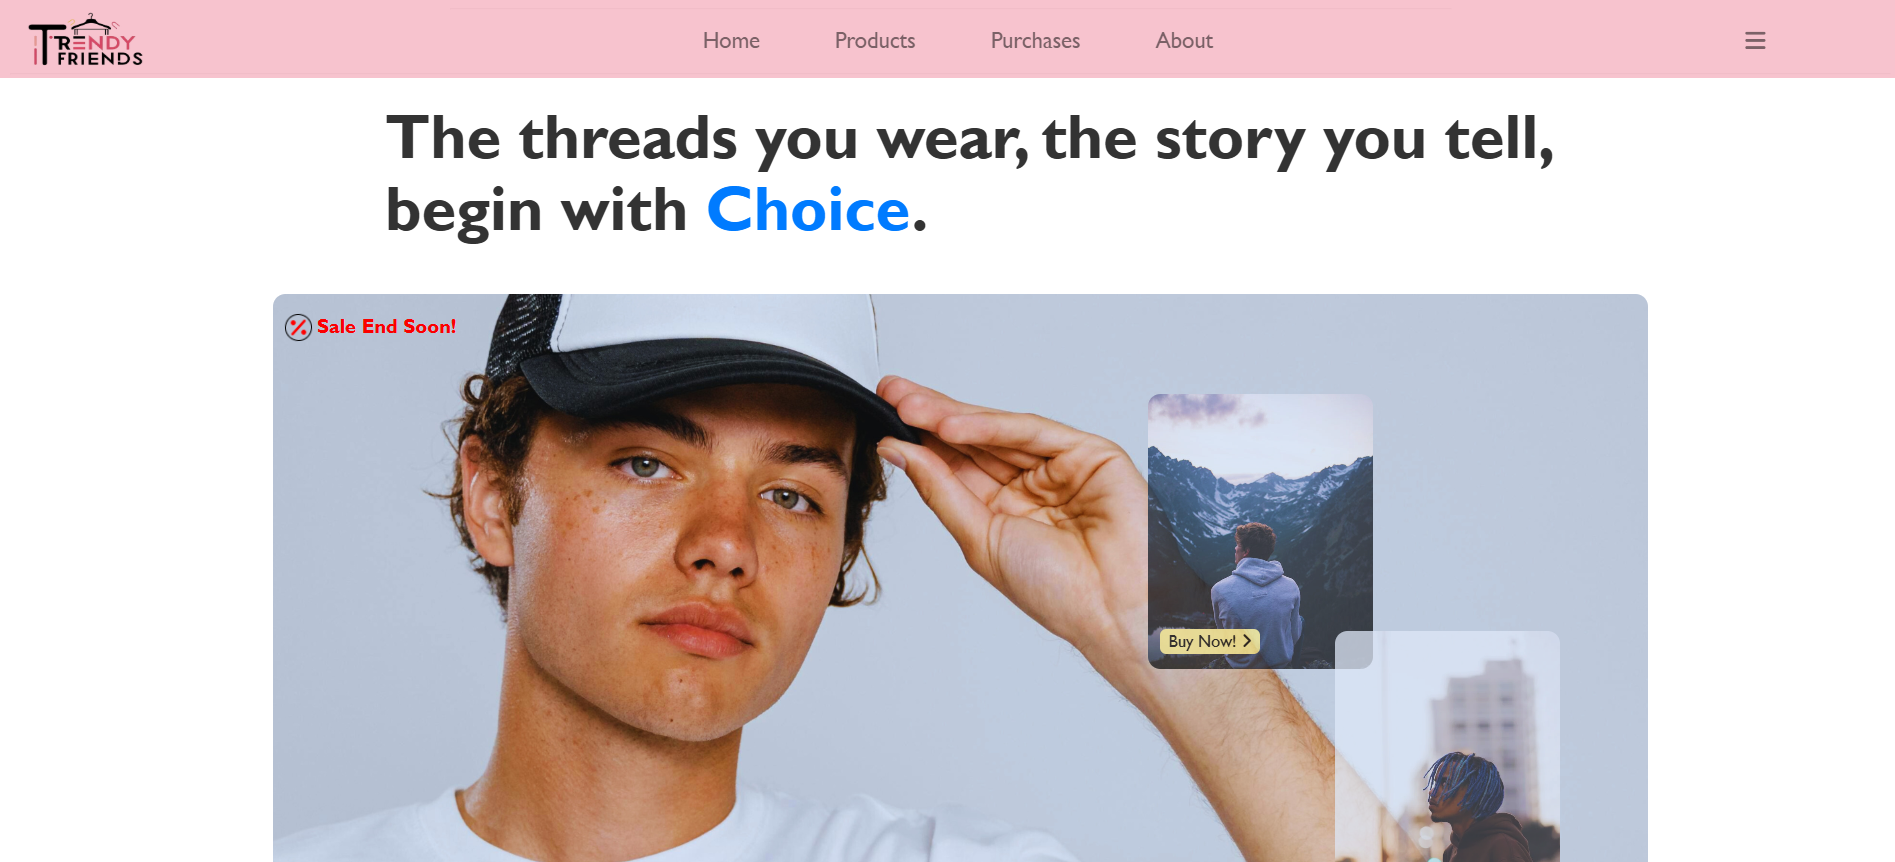 TRENDY
FRIENDS
Home Products Purchases About
The threads you wear, the story you tell,
begin with Choice.
Sale End Soon!
Buy Now!